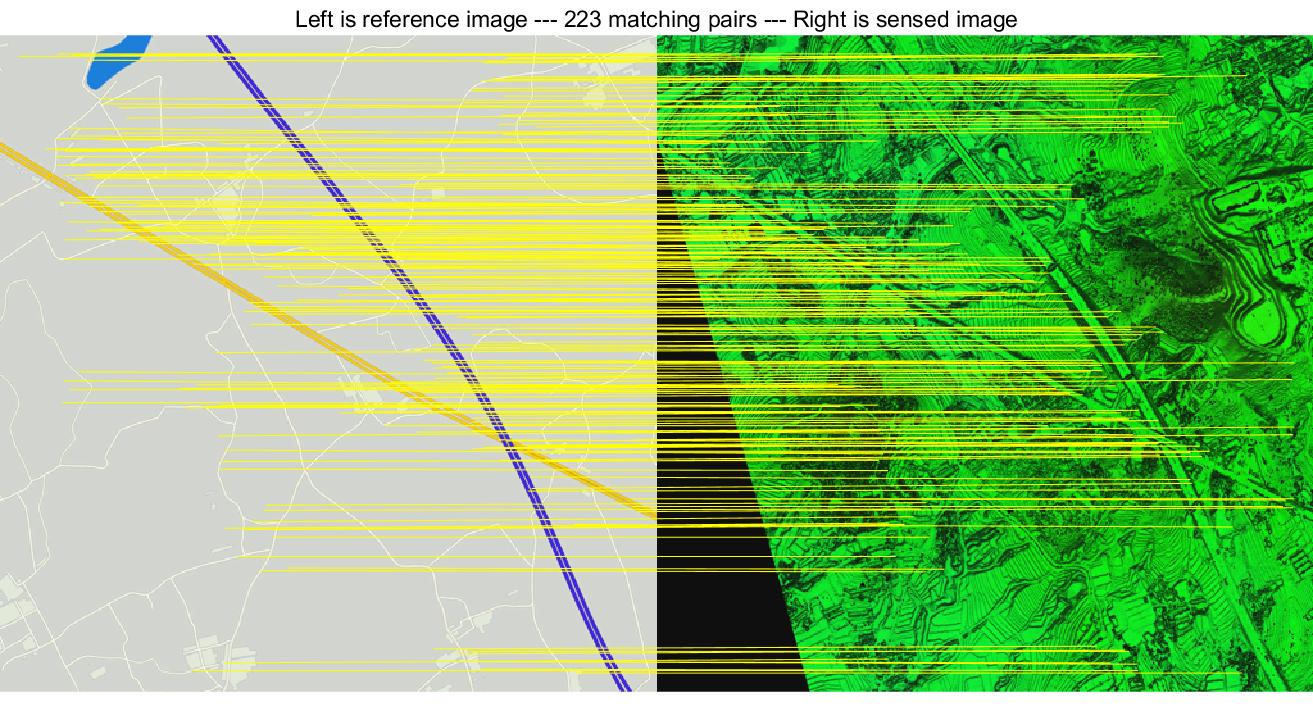 Left is reference image --- 223 matching pairs --- Right is sensed image